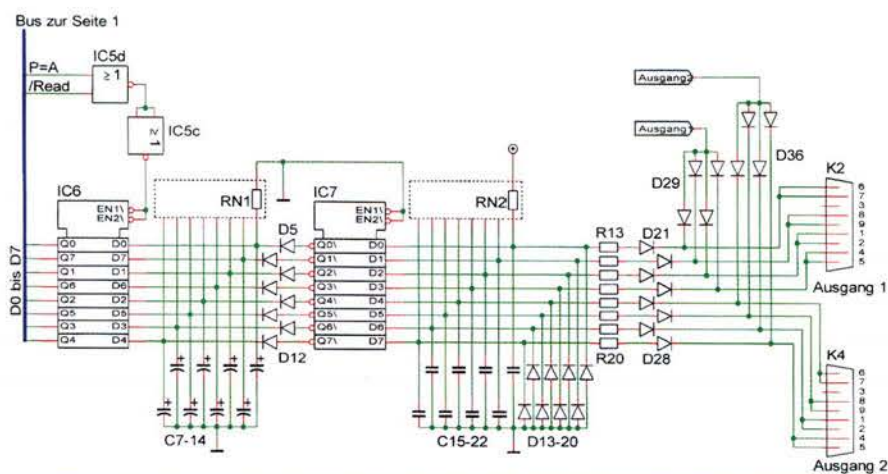 Bus zur Seite 1
IC5d
P=A
≥ 1
/Read
Ausgang2
Ausgang1
≥ 1
IC5c
D36
K2
IC6
IC7
D29
EN1\
EN2\
RN1
EN1\
EN2\
RN2
R13
D21
D5
D0 bis D7
Q0 D0
Q7 D7
Q1 D1
Q6 D6
Q2 D2
Q5 D5
Q3 D3
Q4 D4
Q0\ D0
Q1\ D1
Q2\ D2
Q3\ D3
Q4\ D4
Q5\ D5
Q6\ D6
Q7\ D7
6
7
3
8
9
1
2
4
5
Ausgang 1
D12
R20
D28
K4
6
7
3
8
9
1
2
4
5
C7-14
C15-22
D13-20
Ausgang 2